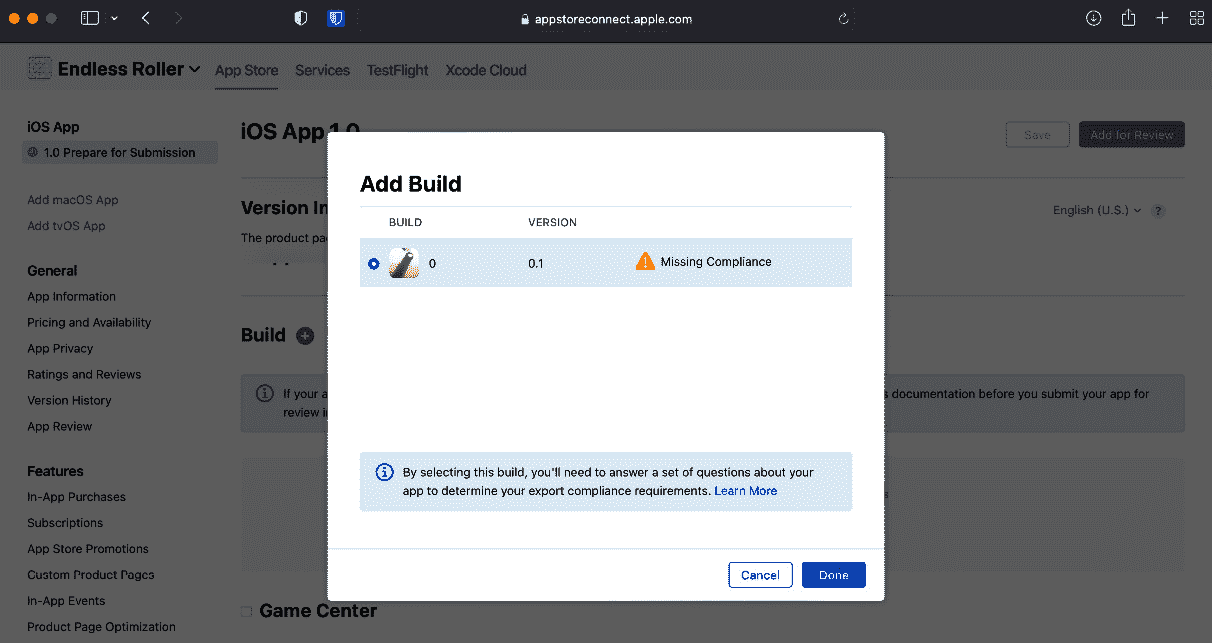 appstoreconnect.apple.com
Endless Roller
App Store
Services
TestFlight
Xcode Cloud
iOS App
1.0 Prepare for Submission
Add macOS App
Add tvOS App
General
App Information
Pricing and Availability
App Privacy
Ratings and Reviews
Version History
App Review
Features
In-App Purchases
Subscriptions
App Store Promotions
Custom Product Pages
In-App Events
Product Page Optimization
iOS App 1.0
Save
Add for Review
Version In
English (U.S.)
?
The product pa
Build
If your a
s documentation before you submit your app for
review i
Game Center
Add Build
BUILD VERSION
0 0.1 Missing Compliance
By selecting this build, you'll need to answer a set of questions about your
app to determine your export compliance requirements. Learn More
Cancel
Done